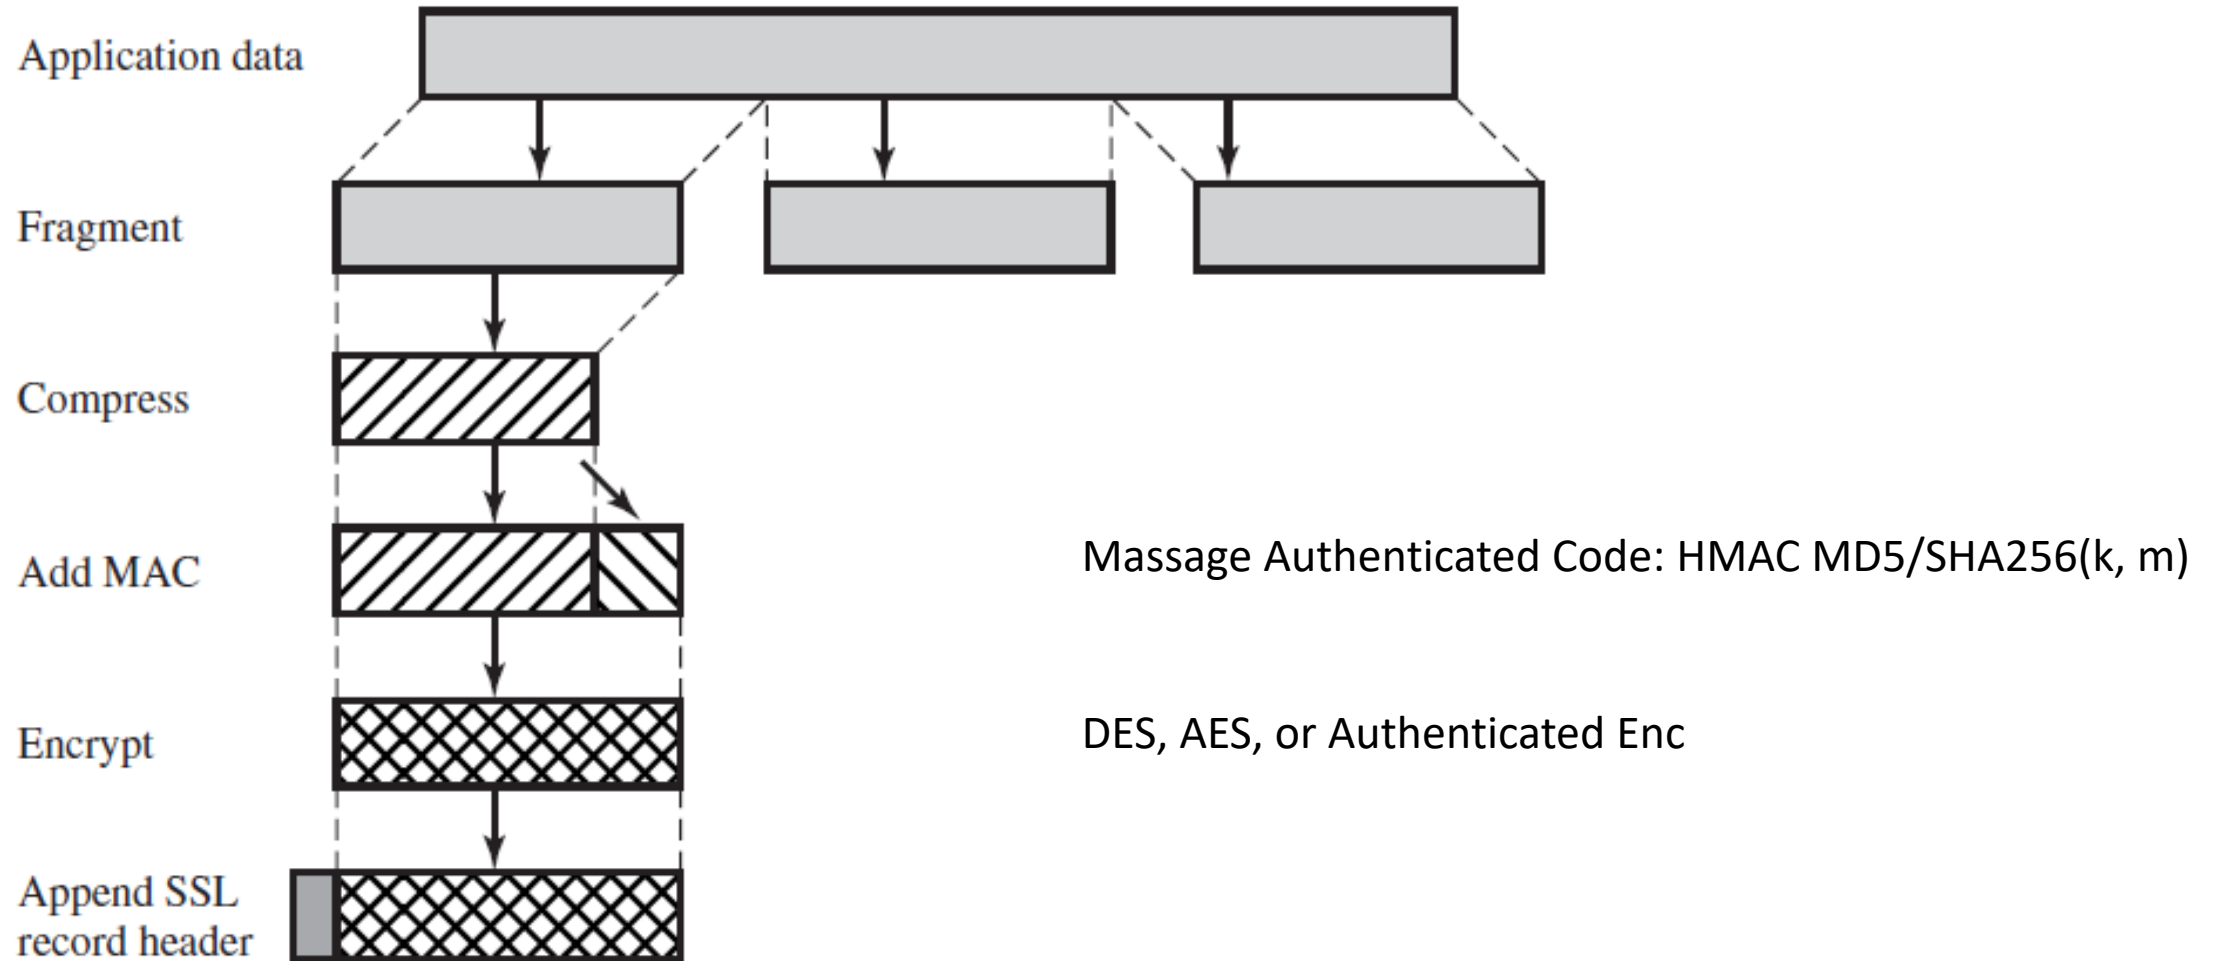 Application data
Fragment
Compress
Add MAC
Massage Authenticated Code: HMAC MD5/SHA256(k, m)
Encrypt
DES, AES, or Authenticated Enc
Append SSL
record header